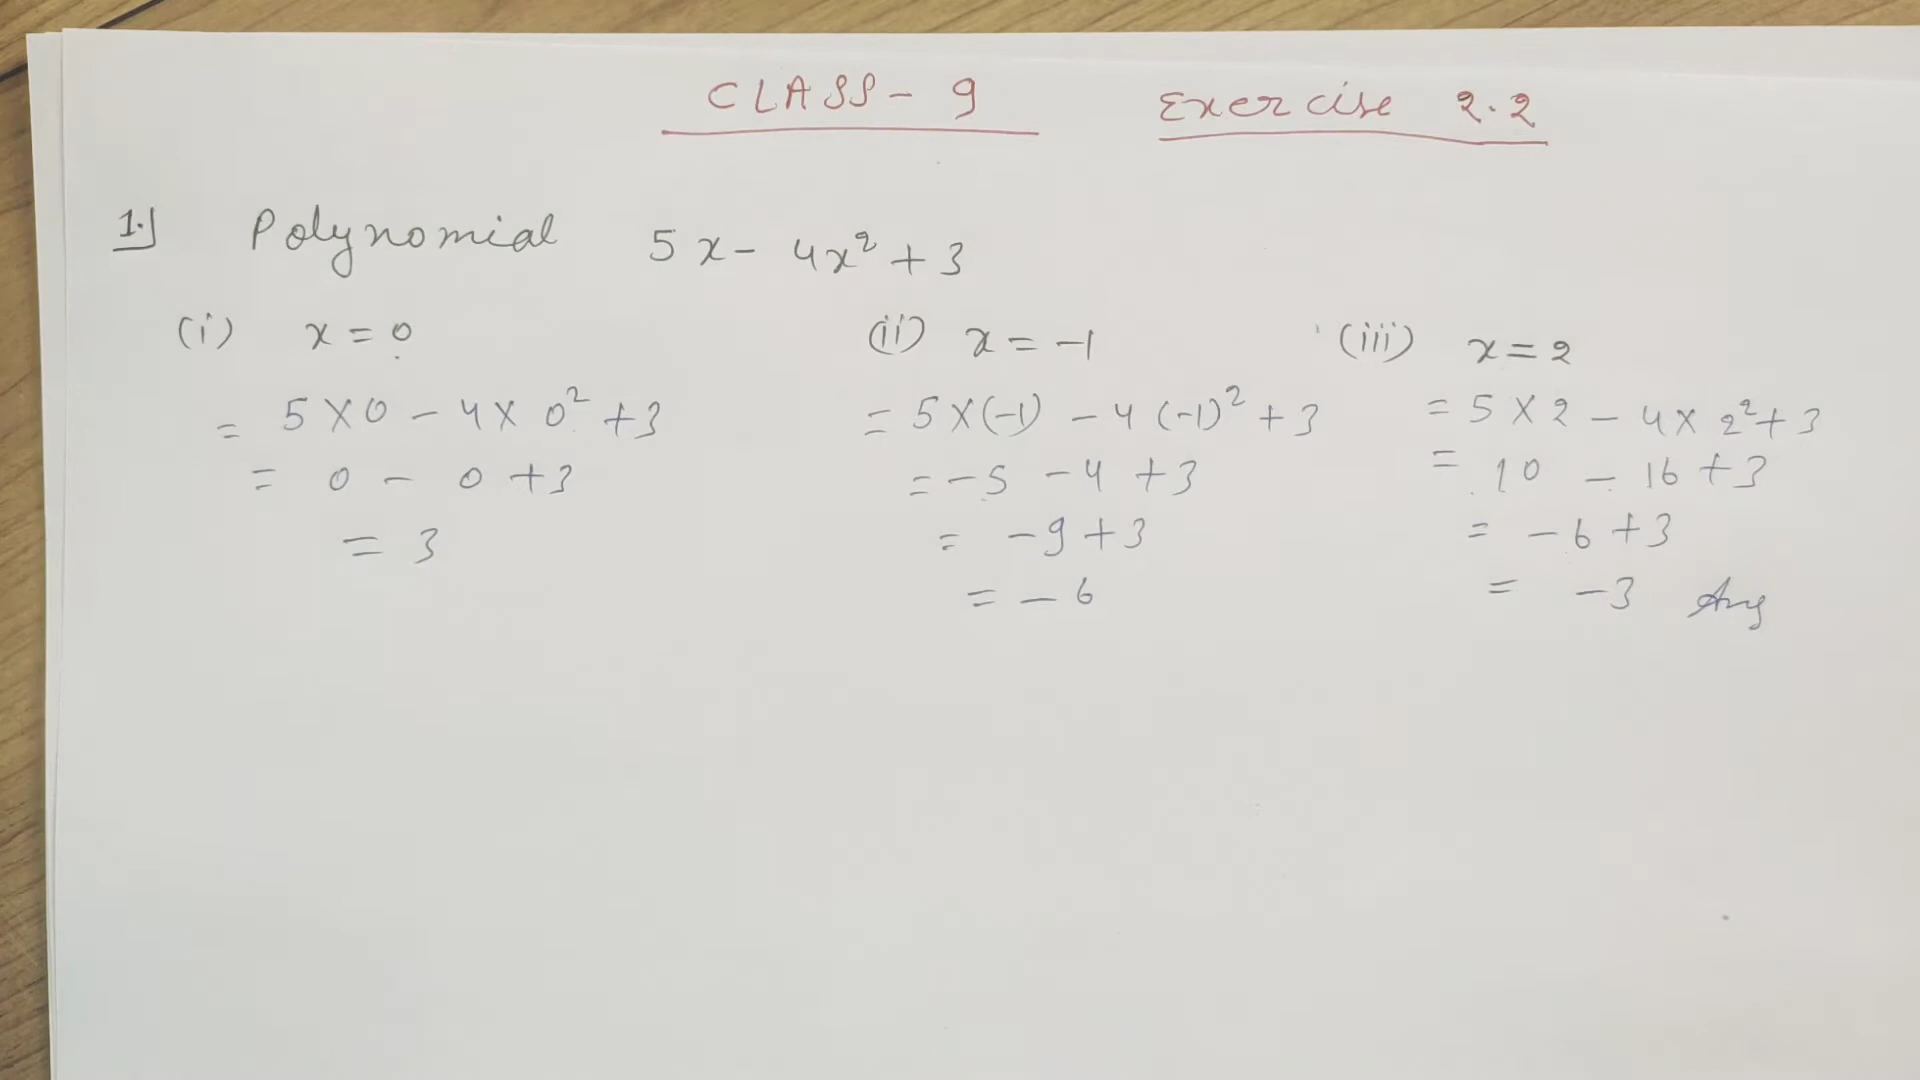 CLASS - 9 Exercise 2.2
1.) Polynomial 5x - 4x² + 3
(i) x = 0
= 5 X 0 - 4 X 0² + 3
= 0 - 0 + 3
= 3
(ii) x = -1
= 5 X (-1) - 4 (-1)² + 3
= -5 - 4 + 3
= -9 + 3
= -6
(iii) x = 2
= 5 X 2 - 4 X 2² + 3
= 10 - 16 + 3
= -6 + 3
= -3 Ans